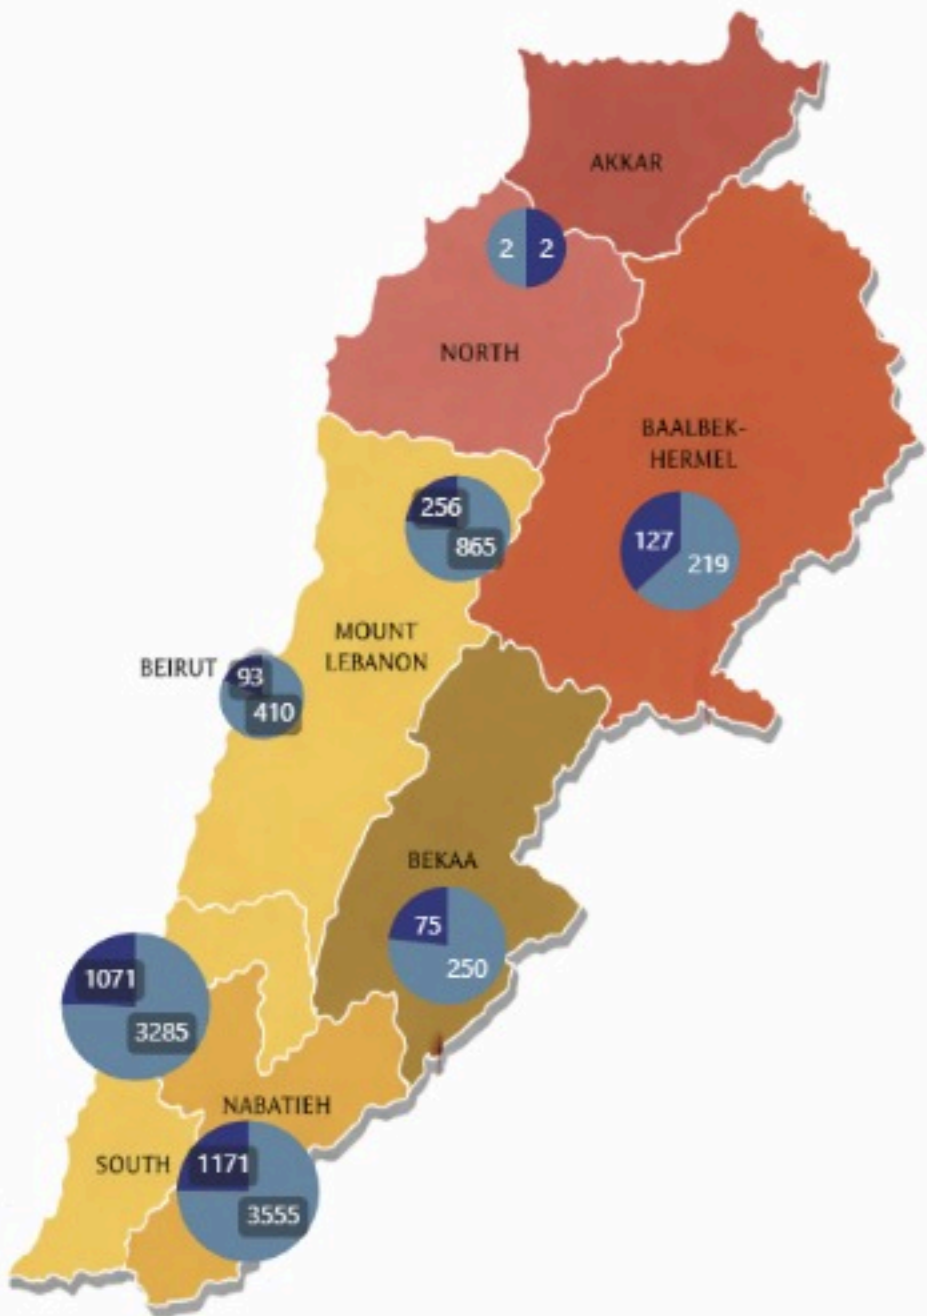 AKKAR
2 2
NORTH
BAALBEK-
HERMEL
256
865
127
219
MOUNT
LEBANON
BEIRUT
93
410
BEKAA
75
250
1071
3285
NABATIEH
SOUTH
1171
3555